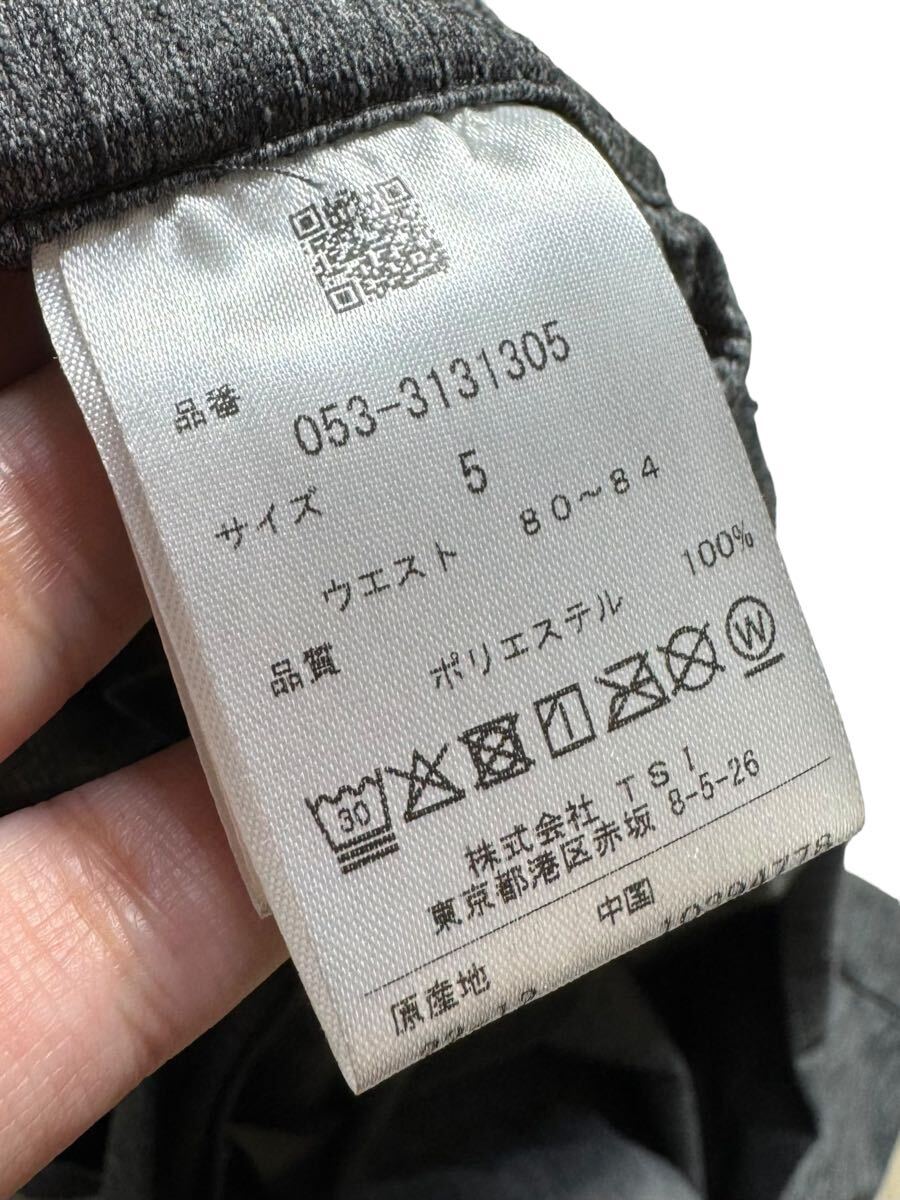 品番 053-3131305
サイズ 5
ウエスト 80~84
品質 ポリエステル 100%
30 W
株式会社 TSI
東京都港区赤坂 8-5-26
原産地 中国